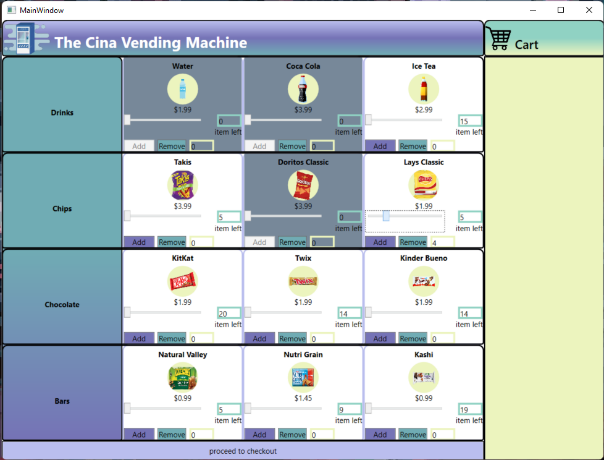 MainWindow
The Cina Vending Machine
Cart
Drinks
Water
$1.99
0
item left
Add Remove 0
Coca Cola
$3.99
0
item left
Add Remove 0
Ice Tea
$2.99
15
item left
Add Remove 0
Chips
Takis
$3.99
5
item left
Add Remove 0
Doritos Classic
$3.99
0
item left
Add Remove 0
Lays Classic
$1.99
5
item left
Add Remove 4
Chocolate
KitKat
$1.99
20
item left
Add Remove 0
Twix
$1.99
14
item left
Add Remove 0
Kinder Bueno
$1.99
14
item left
Add Remove 0
Bars
Natural Valley
$0.99
5
item left
Add Remove 0
Nutri Grain
$1.45
9
item left
Add Remove 0
Kashi
$0.99
19
item left
Add Remove 0
proceed to checkout